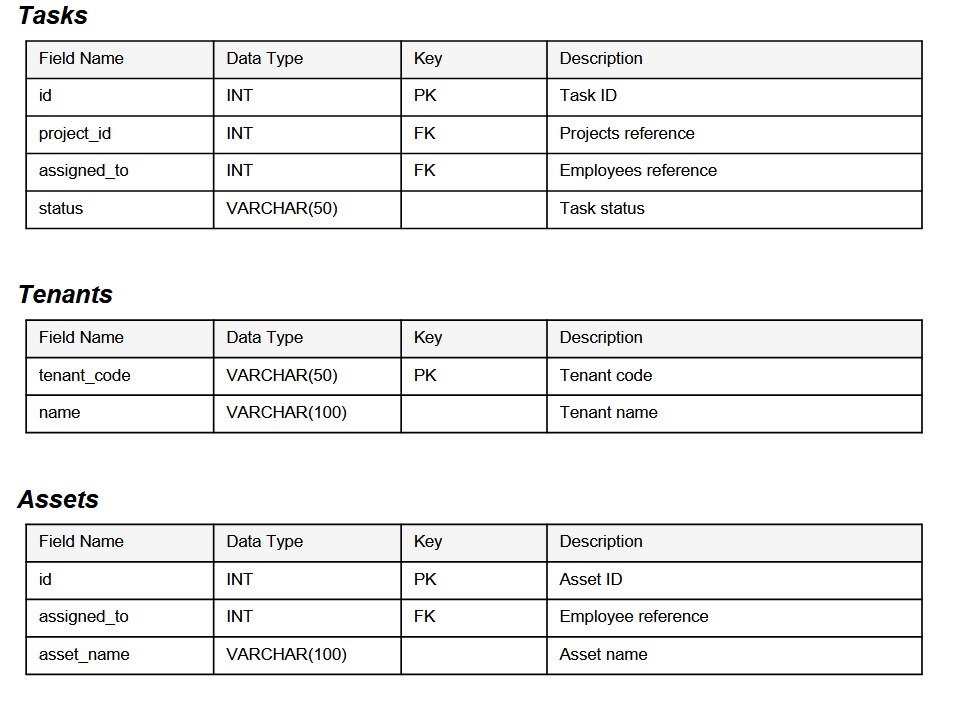 Tasks
Field Name Data Type Key Description
id INT PK Task ID
project_id INT FK Projects reference
assigned_to INT FK Employees reference
status VARCHAR(50) Task status
Tenants
Field Name Data Type Key Description
tenant_code VARCHAR(50) PK Tenant code
name VARCHAR(100) Tenant name
Assets
Field Name Data Type Key Description
id INT PK Asset ID
assigned_to INT FK Employee reference
asset_name VARCHAR(100) Asset name